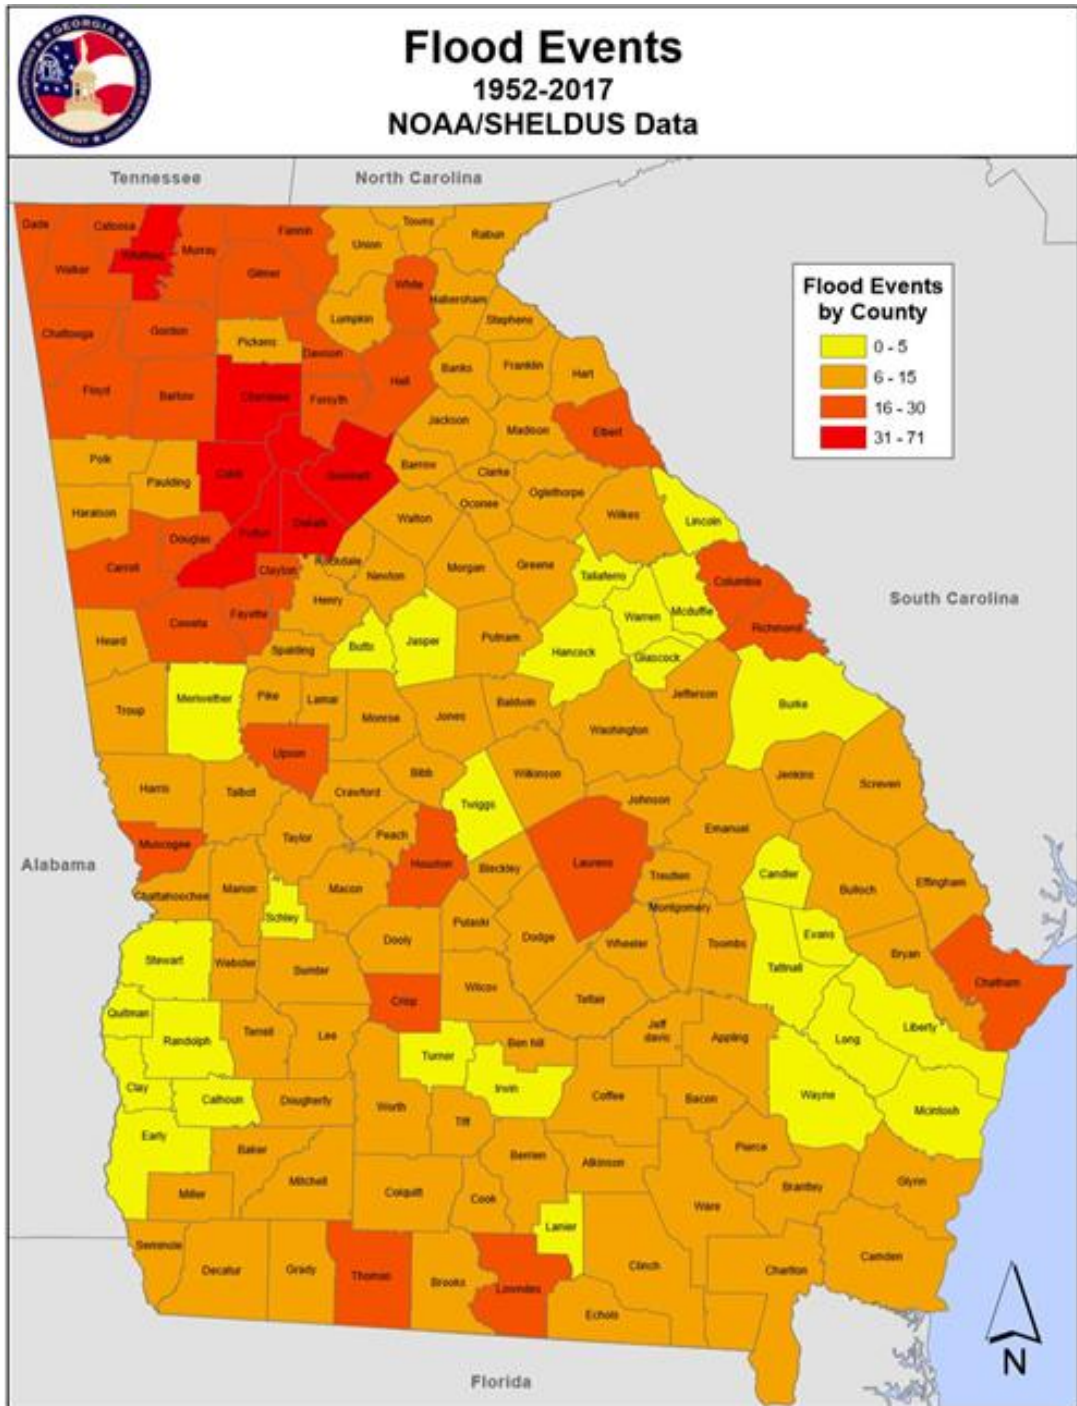 GEORGIA
Flood Events
1952-2017
NOAA/SHELDUS Data
Tennessee
North Carolina
Dade
Catoosa
Whitfield
Murray
Fannin
Union
Towns
Rabun
Walker
Gilmer
White
Habersham
Lumpkin
Stephens
Chattooga
Gordon
Pickens
Dawson
Flood Events
by County
0 - 5
6 - 15
16 - 30
31 - 71
Floyd
Bartow
Cherokee
Forsyth
Hall
Banks
Franklin
Hart
Jackson
Madison
Elbert
Polk
Paulding
Cobb
Gwinnett
Barrow
Clarke
Oglethorpe
Haralson
Douglas
Fulton
Dekalb
Walton
Oconee
Wilkes
Lincoln
Carroll
Clayton
Rockdale
Newton
Morgan
Greene
Taliaferro
Columbia
South Carolina
Coweta
Fayette
Henry
Warren
Mcduffie
Richmond
Heard
Spalding
Butts
Jasper
Putnam
Hancock
Glascock
Troup
Meriwether
Pike
Lamar
Monroe
Jones
Baldwin
Washington
Jefferson
Burke
Upson
Bibb
Wilkinson
Jenkins
Screven
Harris
Talbot
Crawford
Twiggs
Johnson
Emanuel
Muscogee
Taylor
Peach
Houston
Bleckley
Laurens
Treutlen
Candler
Bulloch
Effingham
Alabama
Chattahoochee
Marion
Macon
Schley
Dooly
Pulaski
Dodge
Montgomery
Wheeler
Toombs
Evans
Bryan
Stewart
Webster
Sumter
Crisp
Wilcox
Telfair
Tattnall
Chatham
Quitman
Randolph
Terrell
Lee
Turner
Ben hill
Jeff
davis
Appling
Long
Liberty
Clay
Calhoun
Dougherty
Worth
Tift
Irwin
Coffee
Bacon
Wayne
Mcintosh
Early
Baker
Mitchell
Berrien
Atkinson
Pierce
Miller
Colquitt
Cook
Ware
Brantley
Glynn
Seminole
Decatur
Grady
Thomas
Brooks
Lowndes
Lanier
Clinch
Echols
Charlton
Camden
N
Florida